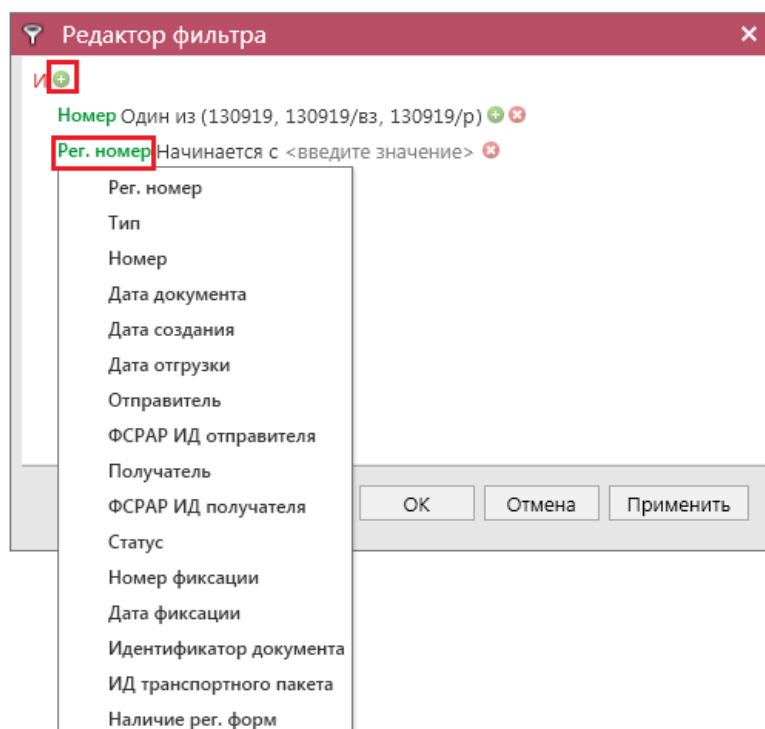 Редактор фильтра
И
Номер Один из (130919, 130919/вз, 130919/р)
Рег. номер Начинается с <введите значение>
Рег. номер
Тип
Номер
Дата документа
Дата создания
Дата отгрузки
Отправитель
ФСРАР ИД отправителя
Получатель
ФСРАР ИД получателя
ОК Отмена Применить
Статус
Номер фиксации
Дата фиксации
Идентификатор документа
ИД транспортного пакета
Наличие рег. форм